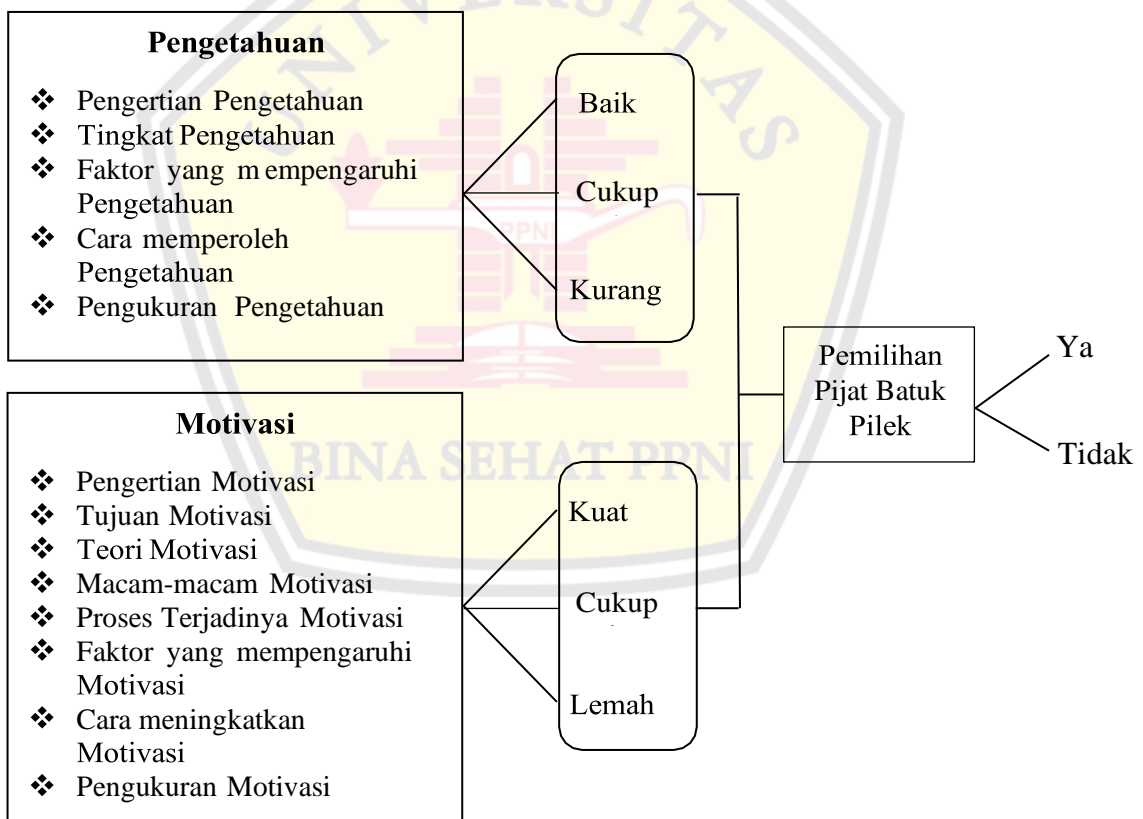 UNIVERSITAS
Pengetahuan
❖ Pengertian Pengetahuan
❖ Tingkat Pengetahuan
❖ Faktor yang m empengaruhi
Pengetahuan
❖ Cara memperoleh
Pengetahuan
❖ Pengukuran Pengetahuan
Baik
Cukup
Kurang
PPNI
Pemilihan
Pijat Batuk
Pilek
Ya
Tidak
Motivasi
❖ Pengertian Motivasi
❖ Tujuan Motivasi
❖ Teori Motivasi
❖ Macam-macam Motivasi
❖ Proses Terjadinya Motivasi
❖ Faktor yang mempengaruhi
Motivasi
❖ Cara meningkatkan
Motivasi
❖ Pengukuran Motivasi
BINA SEHAT PPNI
Kuat
Cukup
Lemah